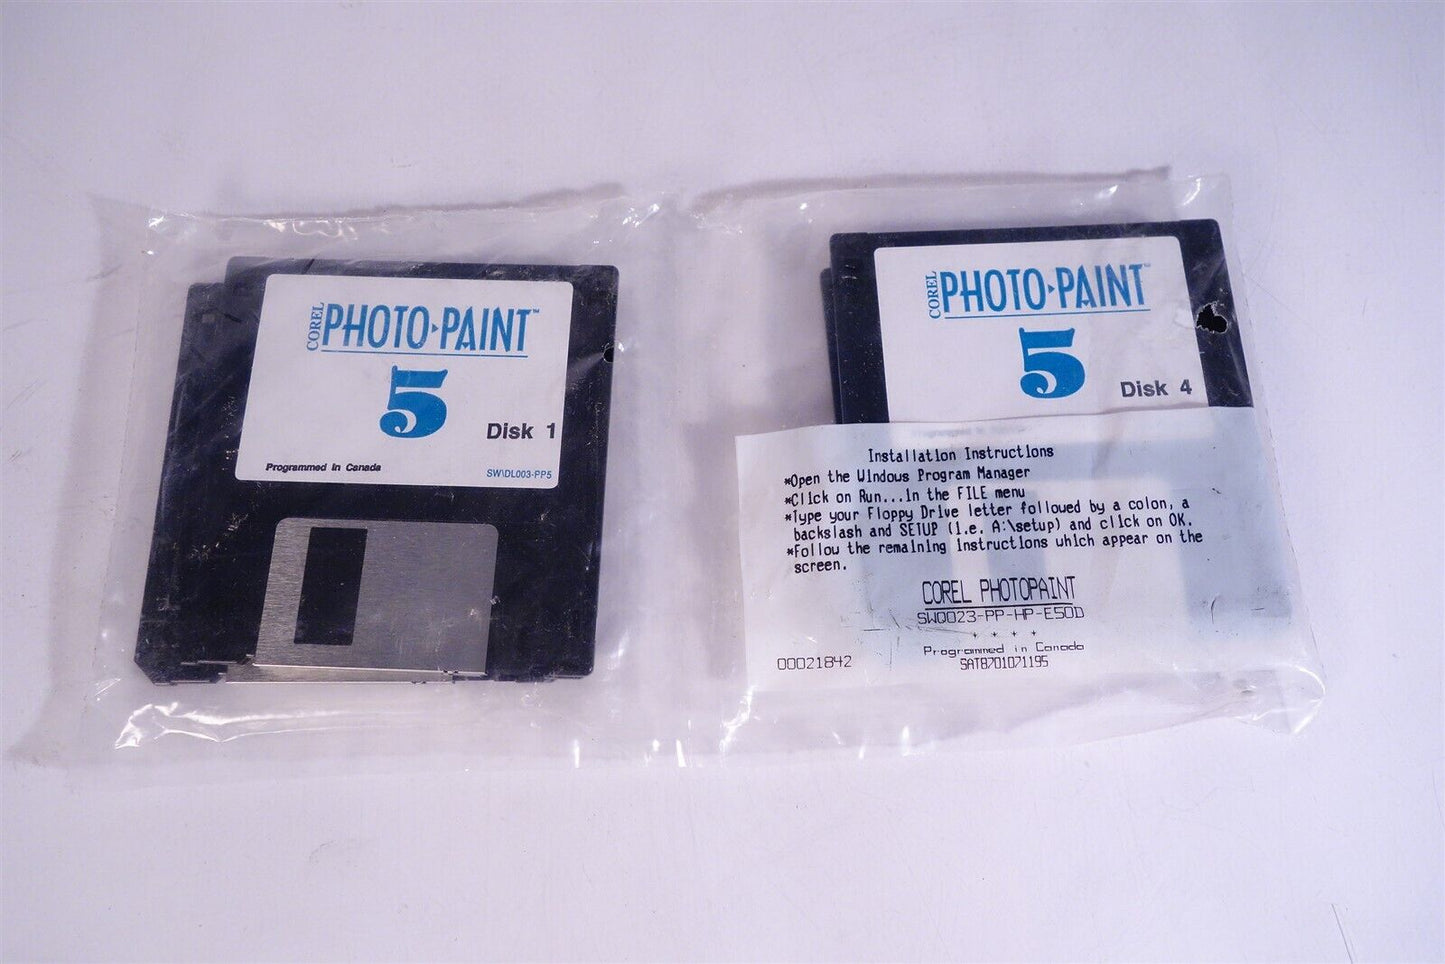 COREL PHOTO▸PAINT™
5
Disk 1
Programmed in Canada
SW\DL003-PP5
COREL PHOTO▸PAINT™
5
Disk 4
Installation Instructions
*Open the Windows Program Manager
*Click on Run...in the FILE menu
*Type your Floppy Drive letter followed by a colon, a
backslash and SETUP (i.e. A:\setup) and click on OK.
*Follow the remaining instructions which appear on the
screen.
COREL PHOTOPAINT
SW0023-PP-HP-E50D
* * * *
Programmed in Canada
00021842
SAT8701071195